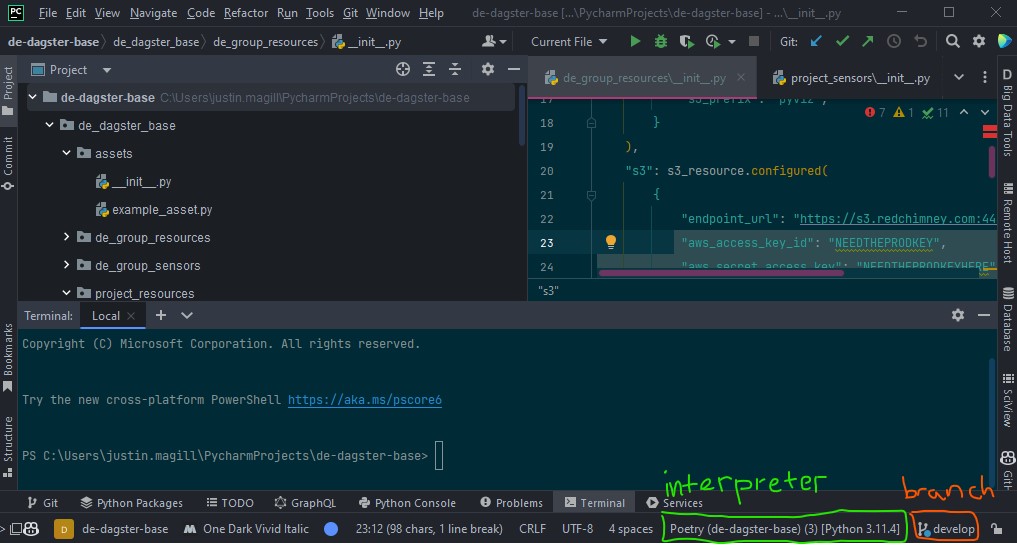 PC File Edit View Navigate Code Refactor Run Tools Git Window Help de-dagster-base [...\PycharmProjects\de-dagster-base] - ...\__init__.py
de-dagster-base de_dagster_base de_group_resources __init__.py Current File Git:
Project
Project
de_group_resources\__init__.py
project_sensors\__init__.py
de-dagster-base C:\Users\justin.magill\PycharmProjects\de-dagster-base
de_dagster_base
assets
__init__.py
example_asset.py
de_group_resources
de_group_sensors
project_resources
17 "s3_prefix": "pyviz",
7 1 11
18 }
19 ),
20 "s3": s3_resource.configured(
21 {
22 "endpoint_url": "https://s3.redchimney.com:44
23 "aws_access_key_id": "NEEDTHEPRODKEY",
24 "aws_secret_access_key": "NEEDTHEPRODKEYHERE"
"s3"
Commit
Bookmarks
Structure
D Big Data Tools
Remote Host
Database
SciView
GitH
Terminal: Local
Copyright (C) Microsoft Corporation. All rights reserved.
Try the new cross-platform PowerShell https://aka.ms/pscore6
PS C:\Users\justin.magill\PycharmProjects\de-dagster-base>
interpreter
branch
Git Python Packages TODO GraphQL Python Console Problems Terminal Services
D de-dagster-base One Dark Vivid Italic 23:12 (98 chars, 1 line break) CRLF UTF-8 4 spaces Poetry (de-dagster-base) (3) [Python 3.11.4] develop